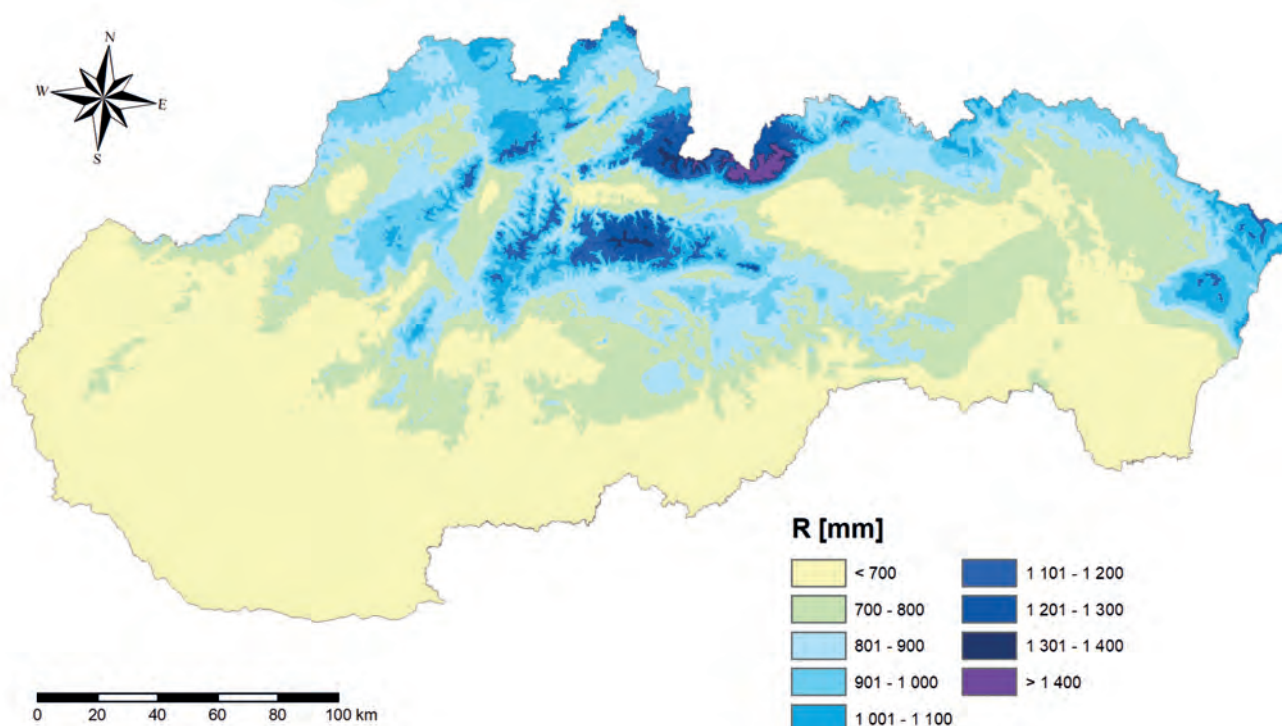 N
W E
S
R [mm]
< 700
700 - 800
801 - 900
901 - 1 000
1 001 - 1 100
1 101 - 1 200
1 201 - 1 300
1 301 - 1 400
> 1 400
0 20 40 60 80 100 km